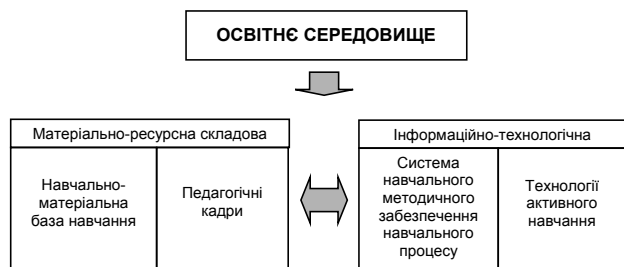 ОСВІТНЄ СЕРЕДОВИЩЕ
Матеріально-ресурсна складова
Навчально-
матеріальна
база навчання
Педагогічні
кадри
Інформаційно-технологічна
Система
навчального
методичного
забезпечення
навчального
процесу
Технології
активного
навчання